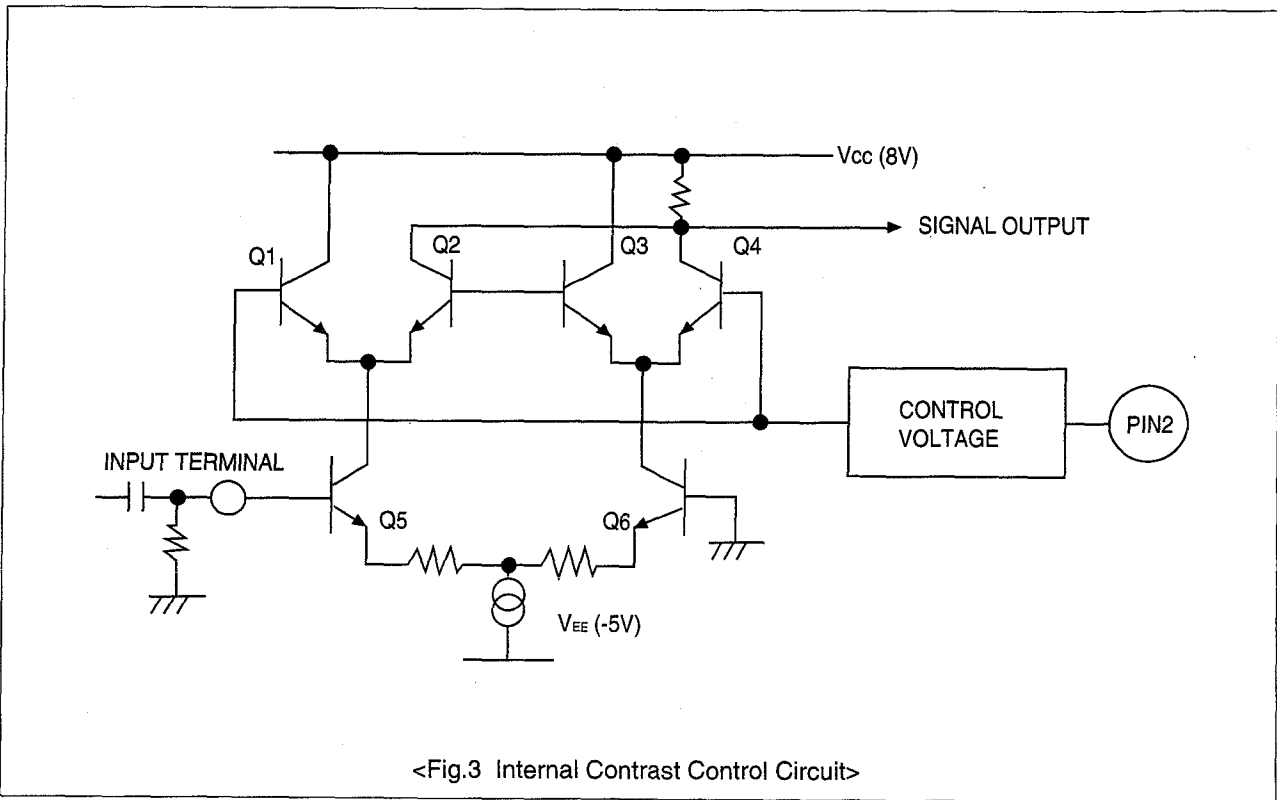 Vcc (8V)
SIGNAL OUTPUT
Q1
Q2
Q3
Q4
CONTROL
VOLTAGE
PIN2
INPUT TERMINAL
Q5
Q6
VEE (-5V)
<Fig.3 Internal Contrast Control Circuit>